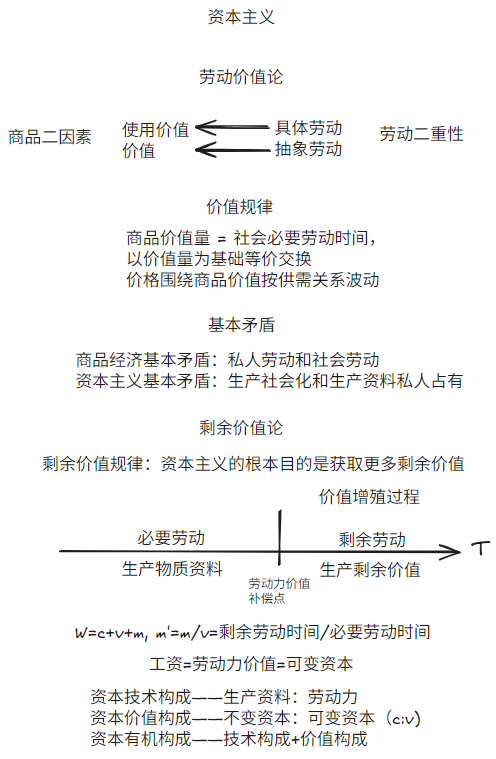 资本主义
劳动价值论
商品二因素
使用价值
价值
具体劳动
抽象劳动
劳动二重性
价值规律
商品价值量 = 社会必要劳动时间，
以价值量为基础等价交换
价格围绕商品价值按供需关系波动
基本矛盾
商品经济基本矛盾：私人劳动和社会劳动
资本主义基本矛盾：生产社会化和生产资料私人占有
剩余价值论
剩余价值规律：资本主义的根本目的是获取更多剩余价值
价值增殖过程
必要劳动
剩余劳动
T
生产物质资料
生产剩余价值
劳动力价值
补偿点
W=c+v+m, m'=m/v=剩余劳动时间/必要劳动时间
工资=劳动力价值=可变资本
资本技术构成——生产资料：劳动力
资本价值构成——不变资本：可变资本（c:v)
资本有机构成——技术构成+价值构成